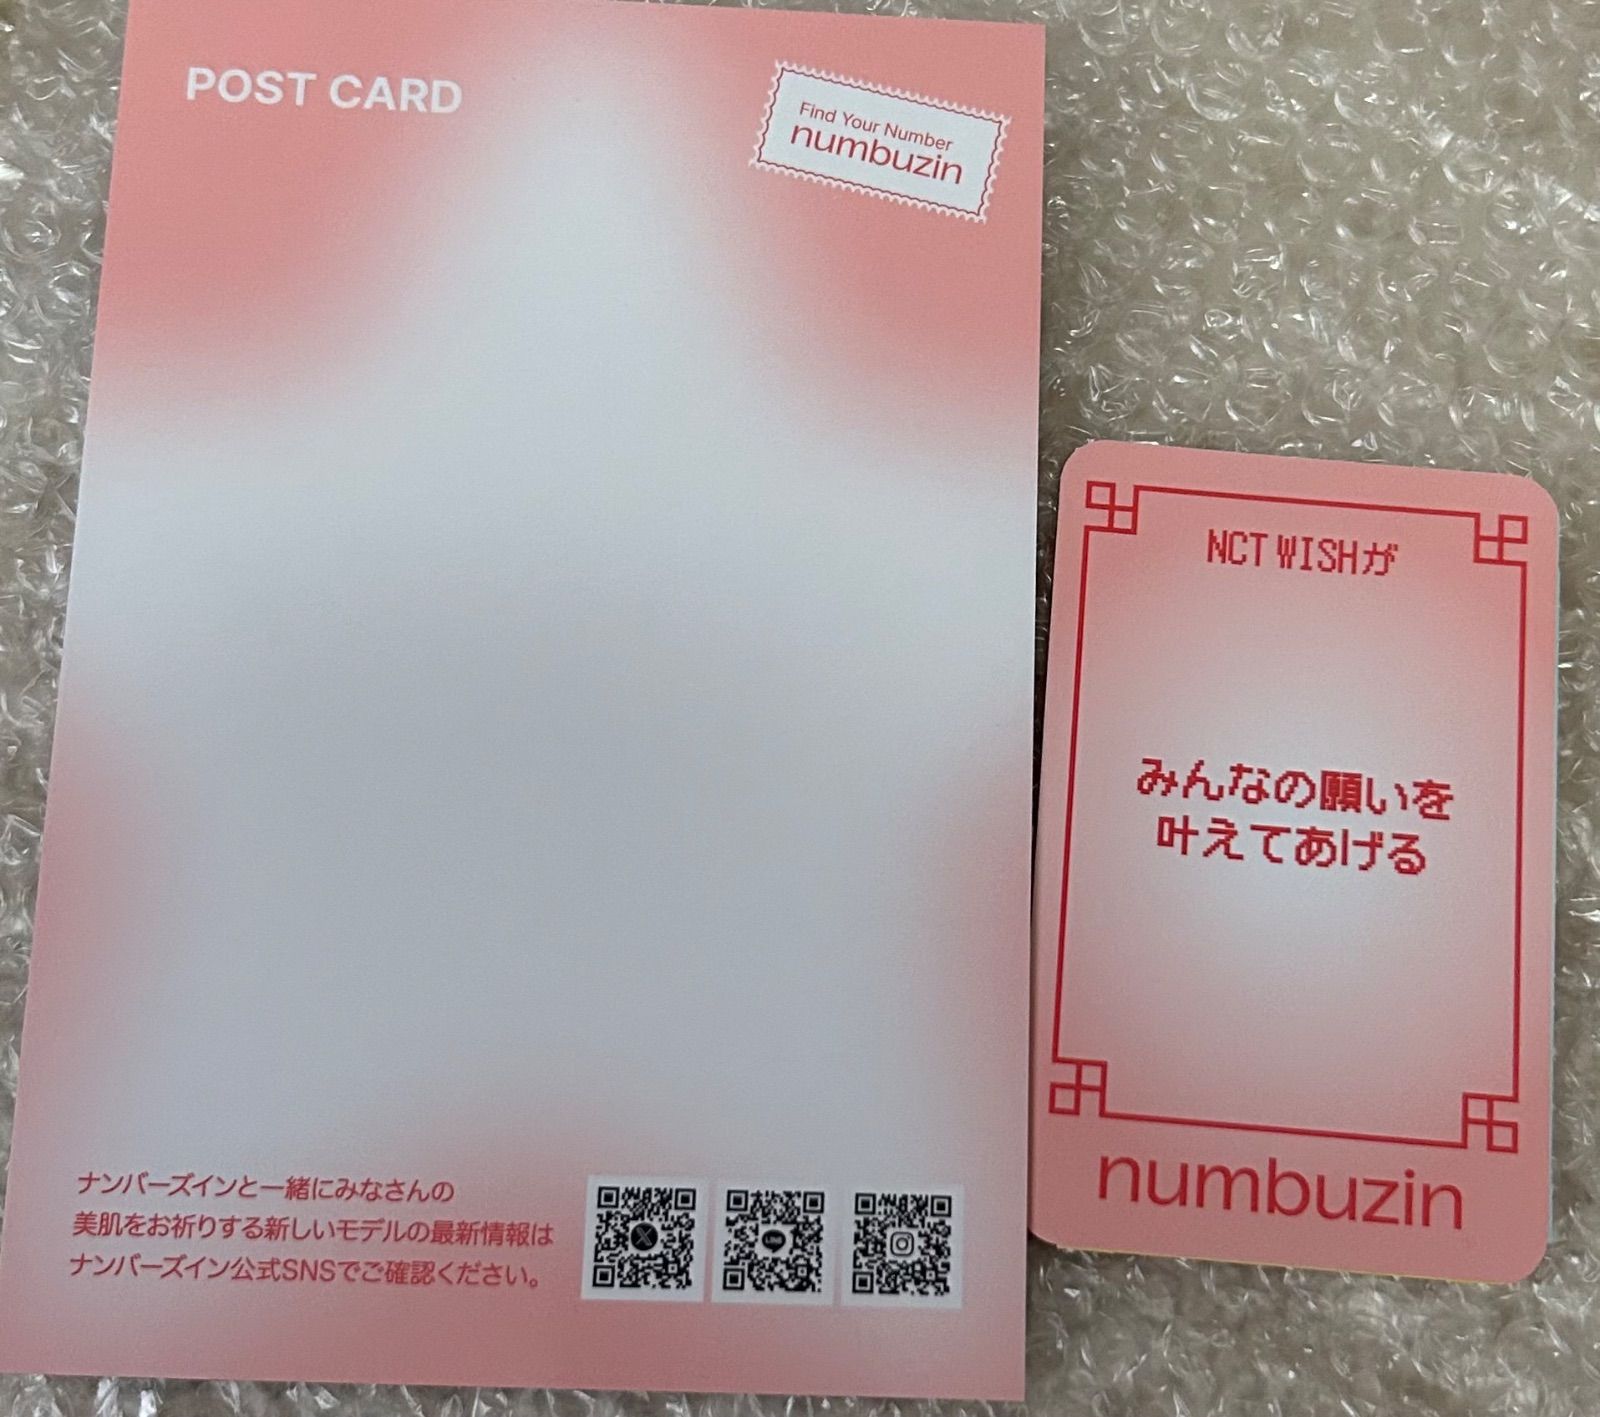 POST CARD
Find Your Number
numbuzin
ナンバーズインと一緒にみなさんの
美肌をお祈りする新しいモデルの最新情報は
ナンバーズイン公式SNSでご確認ください。
LINE
NCT WISHが
みんなの願いを
叶えてあげる
numbuzin